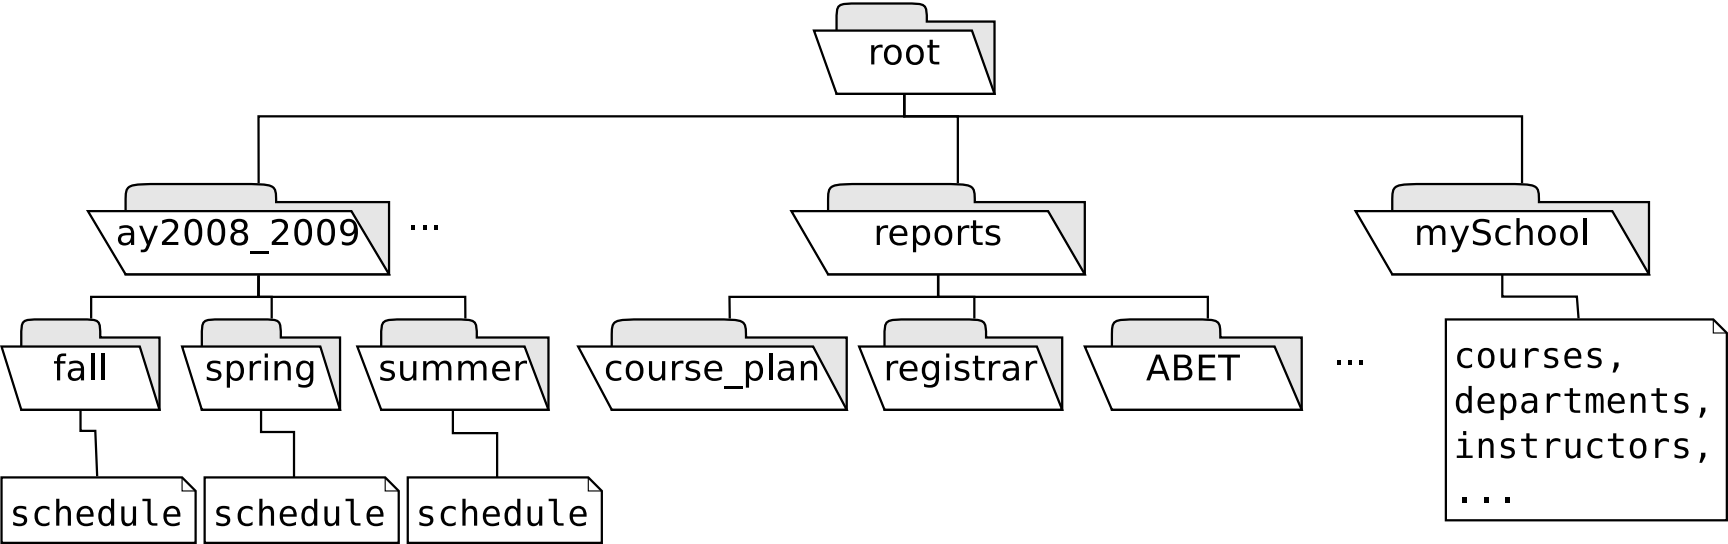 root
ay2008_2009 ... reports mySchool
fall spring summer course_plan registrar ABET ...
courses,
departments,
instructors,
...
schedule schedule schedule